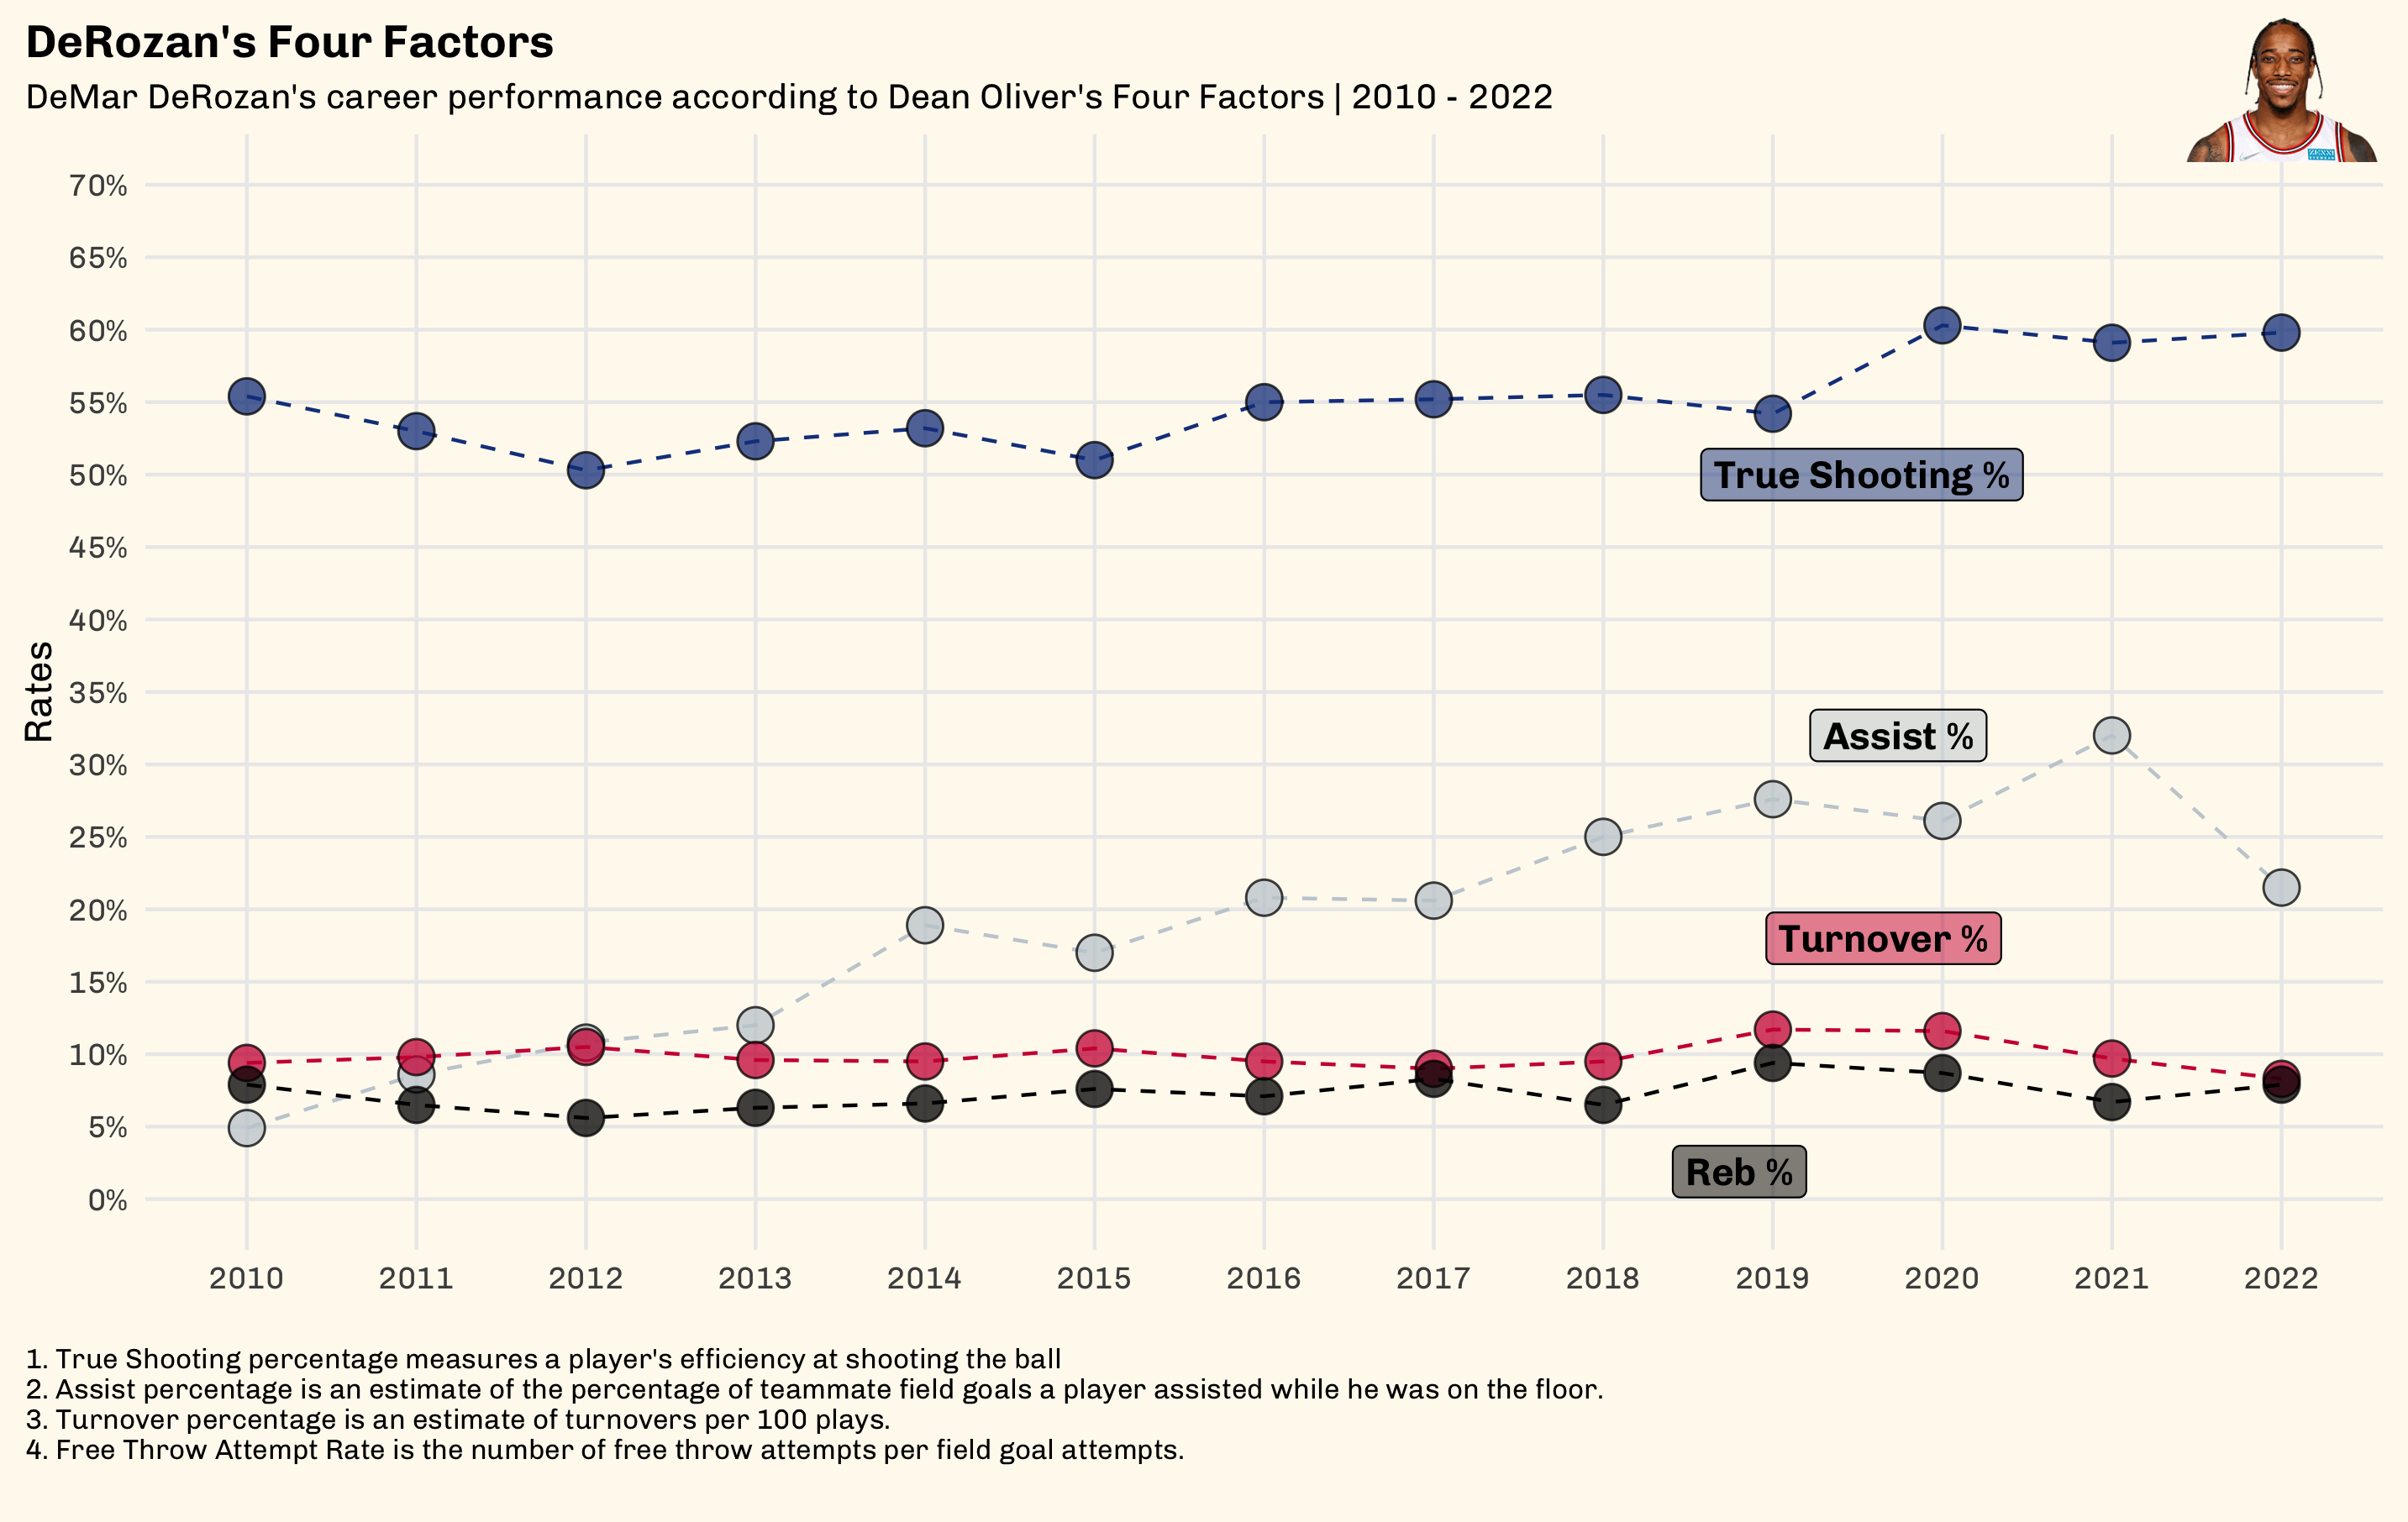 DeRozan's Four Factors
DeMar DeRozan's career performance according to Dean Oliver's Four Factors | 2010 - 2022
70%
65%
60%
55%
50%
45%
40%
35%
30%
25%
20%
15%
10%
5%
0%
Rates
True Shooting %
Assist %
Turnover %
Reb %
2010 2011 2012 2013 2014 2015 2016 2017 2018 2019 2020 2021 2022
1. True Shooting percentage measures a player's efficiency at shooting the ball
2. Assist percentage is an estimate of the percentage of teammate field goals a player assisted while he was on the floor.
3. Turnover percentage is an estimate of turnovers per 100 plays.
4. Free Throw Attempt Rate is the number of free throw attempts per field goal attempts.